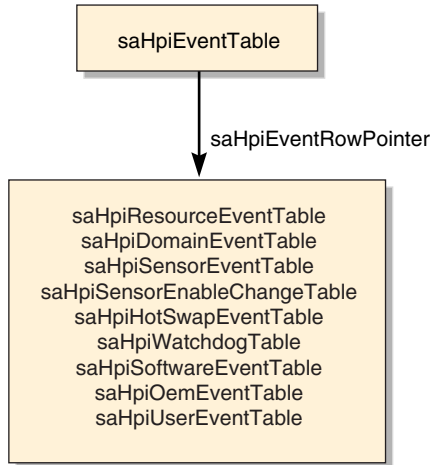 saHpiEventTable
saHpiEventRowPointer
saHpiResourceEventTable
saHpiDomainEventTable
saHpiSensorEventTable
saHpiSensorEnableChangeTable
saHpiHotSwapEventTable
saHpiWatchdogTable
saHpiSoftwareEventTable
saHpiOemEventTable
saHpiUserEventTable